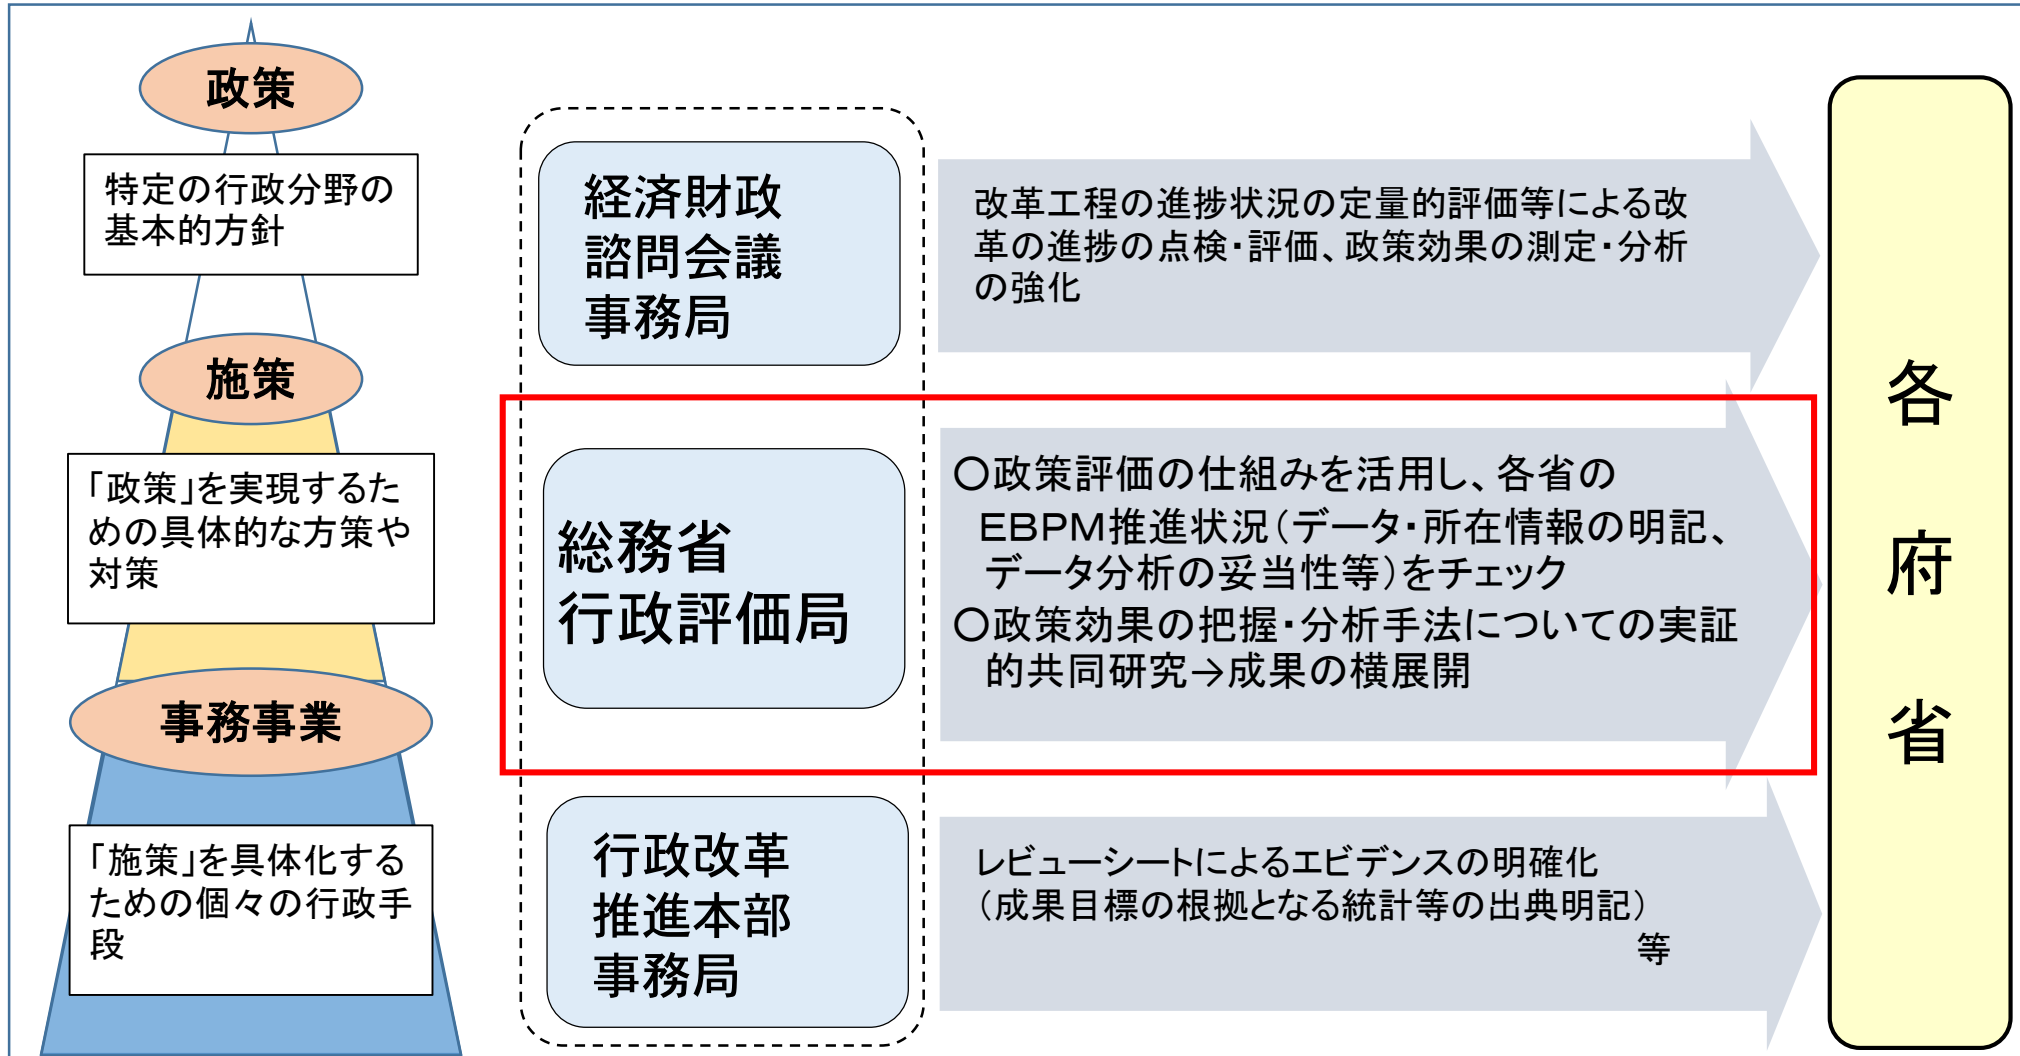 政策
特定の行政分野の
基本的方針
施策
「政策」を実現するた
めの具体的な方策や
対策
事務事業
「施策」を具体化する
ための個々の行政手
段
経済財政
諮問会議
事務局
改革工程の進捗状況の定量的評価等による改
革の進捗の点検・評価、政策効果の測定・分析
の強化
総務省
行政評価局
〇政策評価の仕組みを活用し、各省の
EBPM推進状況(データ・所在情報の明記、
データ分析の妥当性等)をチェック
〇政策効果の把握・分析手法についての実証
的共同研究→成果の横展開
行政改革
推進本部
事務局
レビューシートによるエビデンスの明確化
(成果目標の根拠となる統計等の出典明記)
等
各
府
省